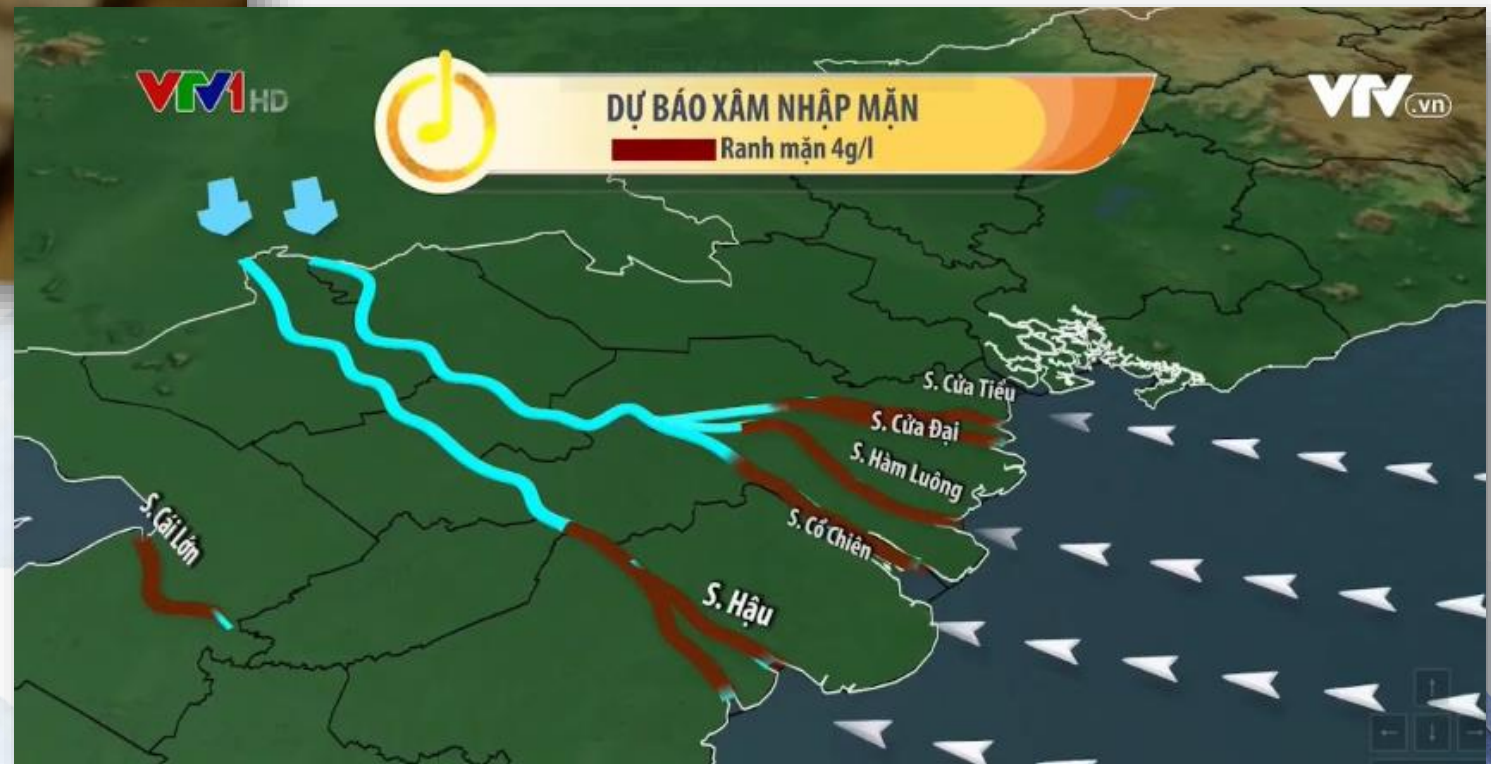 VTV1 HD
DỰ BÁO XÂM NHẬP MẶN
Ranh mặn 4g/l
VTV.vn
S. Cửa Tiểu
S. Cửa Đại
S. Hàm Luông
S. Cổ Chiên
S. Cái Lớn
S. Hậu